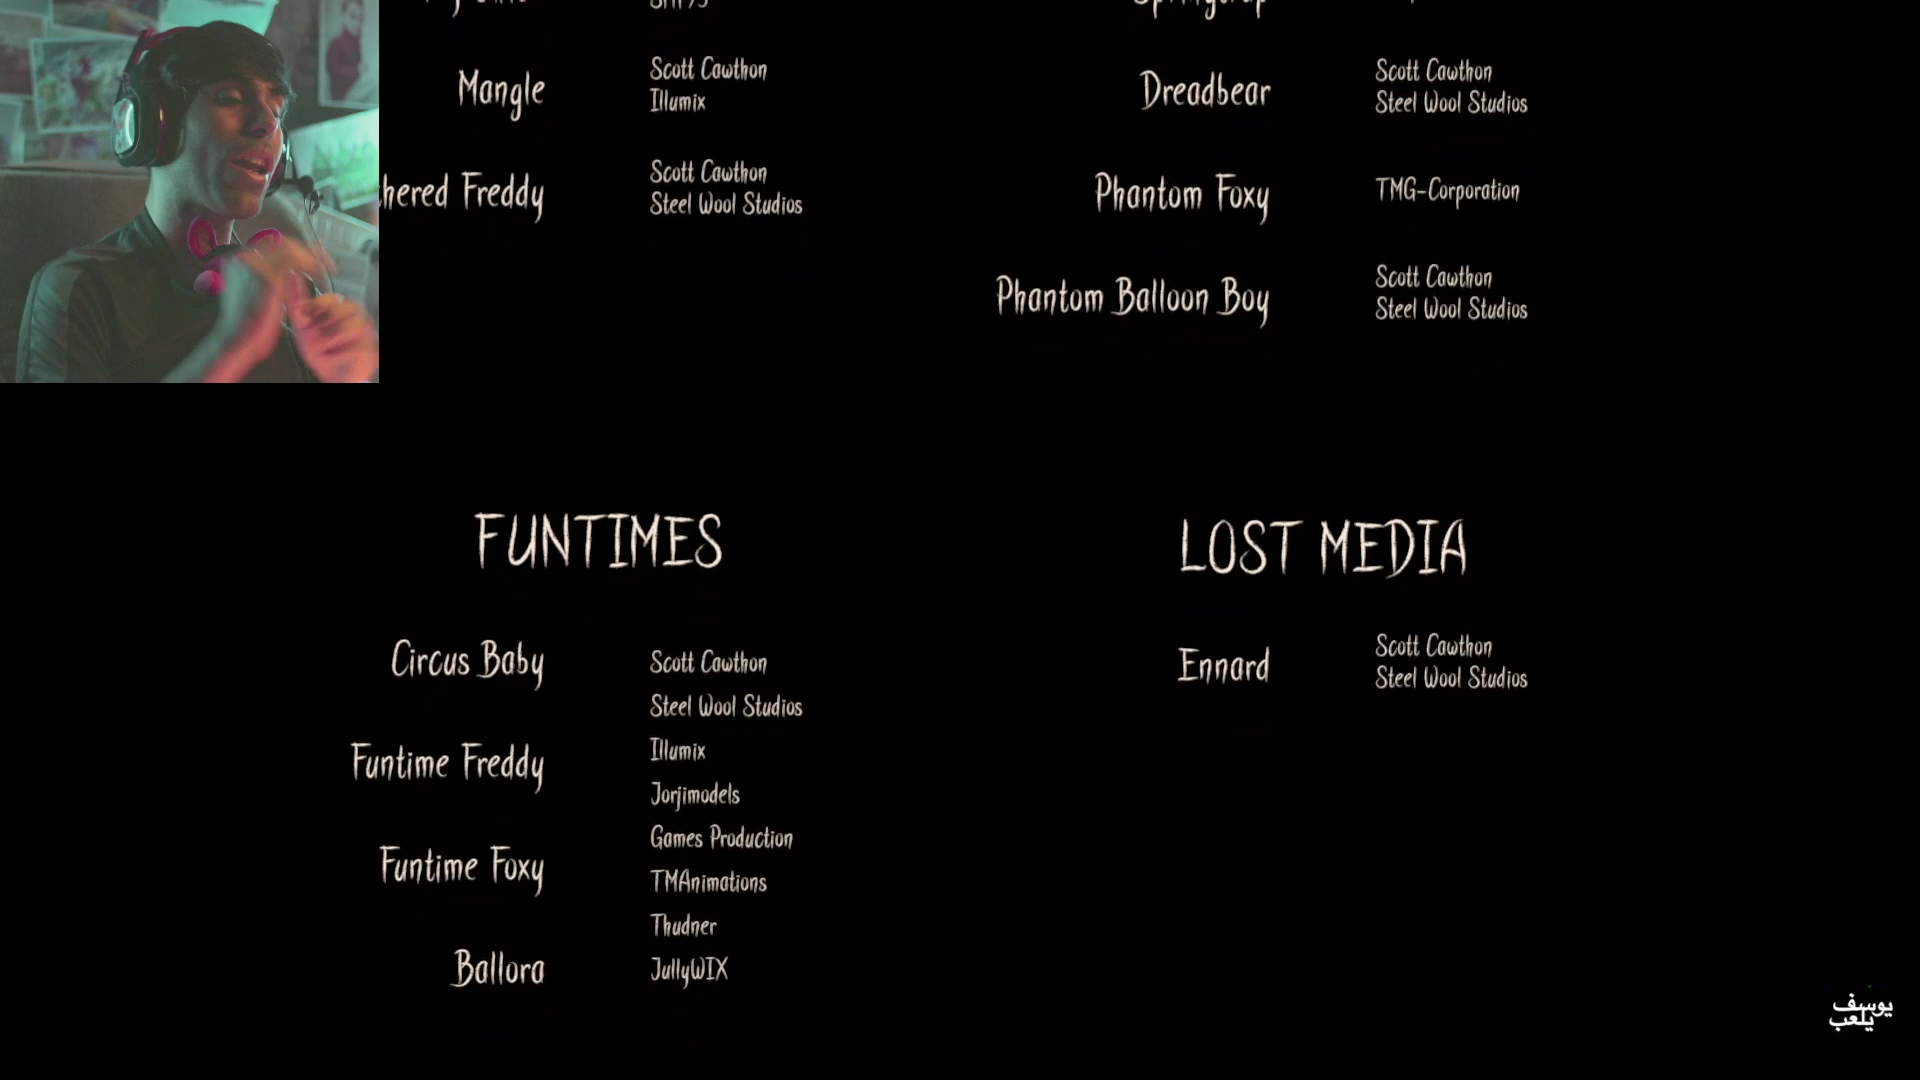 Mangle
Scott Cawthon
Illumix
Freddy
Scott Cawthon
Steel Wool Studios
Dreadbear
Scott Cawthon
Steel Wool Studios
Phantom Foxy
TMG-Corporation
Phantom Balloon Boy
Scott Cawthon
Steel Wool Studios
FUNTIMES
Circus Baby
Funtime Freddy
Funtime Foxy
Ballora
Scott Cawthon
Steel Wool Studios
Illumix
Jorjimodels
Games Production
TMAnimations
Thudner
JullyWIX
LOST MEDIA
Ennard
Scott Cawthon
Steel Wool Studios
يوسف
يلعب